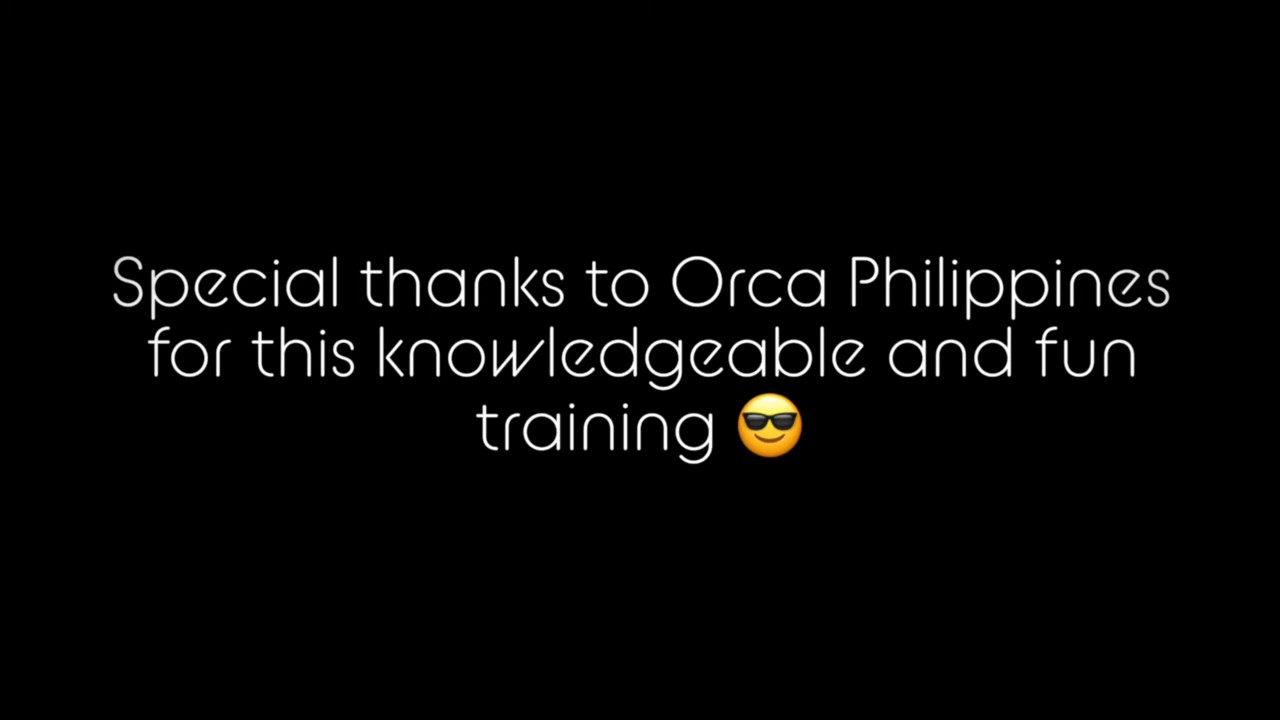 Special thanks to Orca Philippines
for this knowledgeable and fun
training 😎